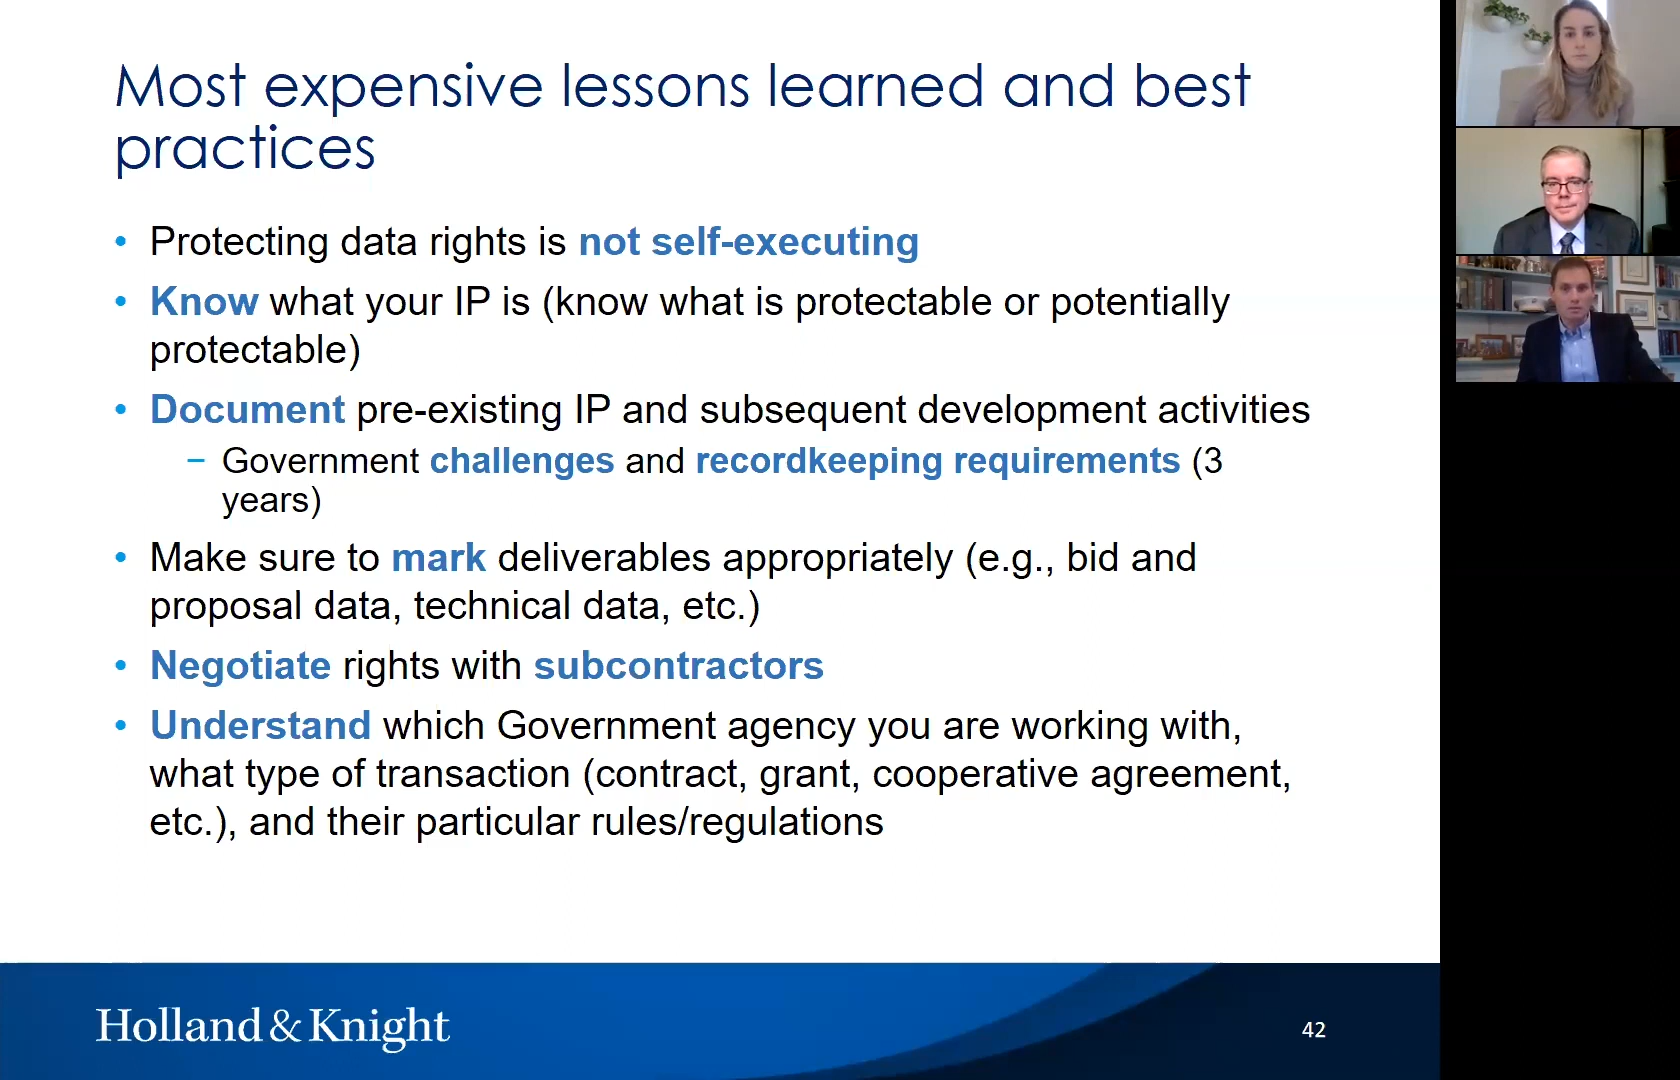 Most expensive lessons learned and best
practices
• Protecting data rights is not self-executing
• Know what your IP is (know what is protectable or potentially
protectable)
• Document pre-existing IP and subsequent development activities
– Government challenges and recordkeeping requirements (3
years)
• Make sure to mark deliverables appropriately (e.g., bid and
proposal data, technical data, etc.)
• Negotiate rights with subcontractors
• Understand which Government agency you are working with,
what type of transaction (contract, grant, cooperative agreement,
etc.), and their particular rules/regulations
Holland & Knight
42